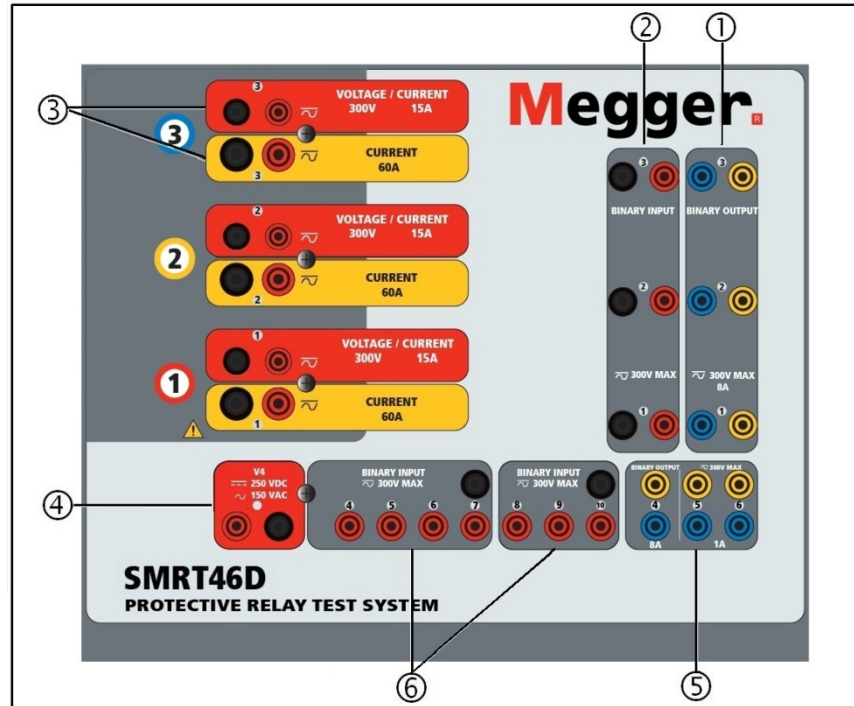 ② ①
③
3
VOLTAGE / CURRENT
300V 15A
3
CURRENT
60A
3
Megger®
2
VOLTAGE / CURRENT
300V 15A
2
CURRENT
60A
2
1
VOLTAGE / CURRENT
300V 15A
1
CURRENT
60A
1
3
BINARY INPUT
2
300V MAX
1
3
BINARY OUTPUT
2
300V MAX
8A
1
④
V4
250 VDC
150 VAC
BINARY INPUT
300V MAX
4 5 6 7
BINARY INPUT
300V MAX
8 9 10
BINARY OUTPUT 300V MAX
4 5 6
8A 1A
SMRT46D
PROTECTIVE RELAY TEST SYSTEM
⑥ ⑤